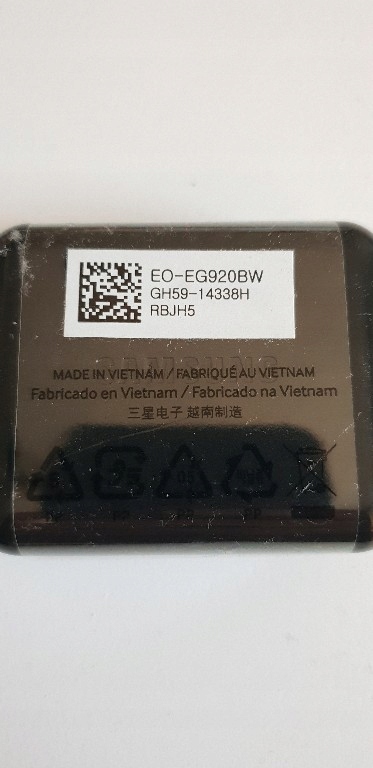 EO-EG920BW
GH59-14338H
RBJH5
SAMSUNG
MADE IN VIETNAM / FABRIQUÉ AU VIETNAM
Fabricado en Vietnam / Fabricado na Vietnam
三星电子 越南制造